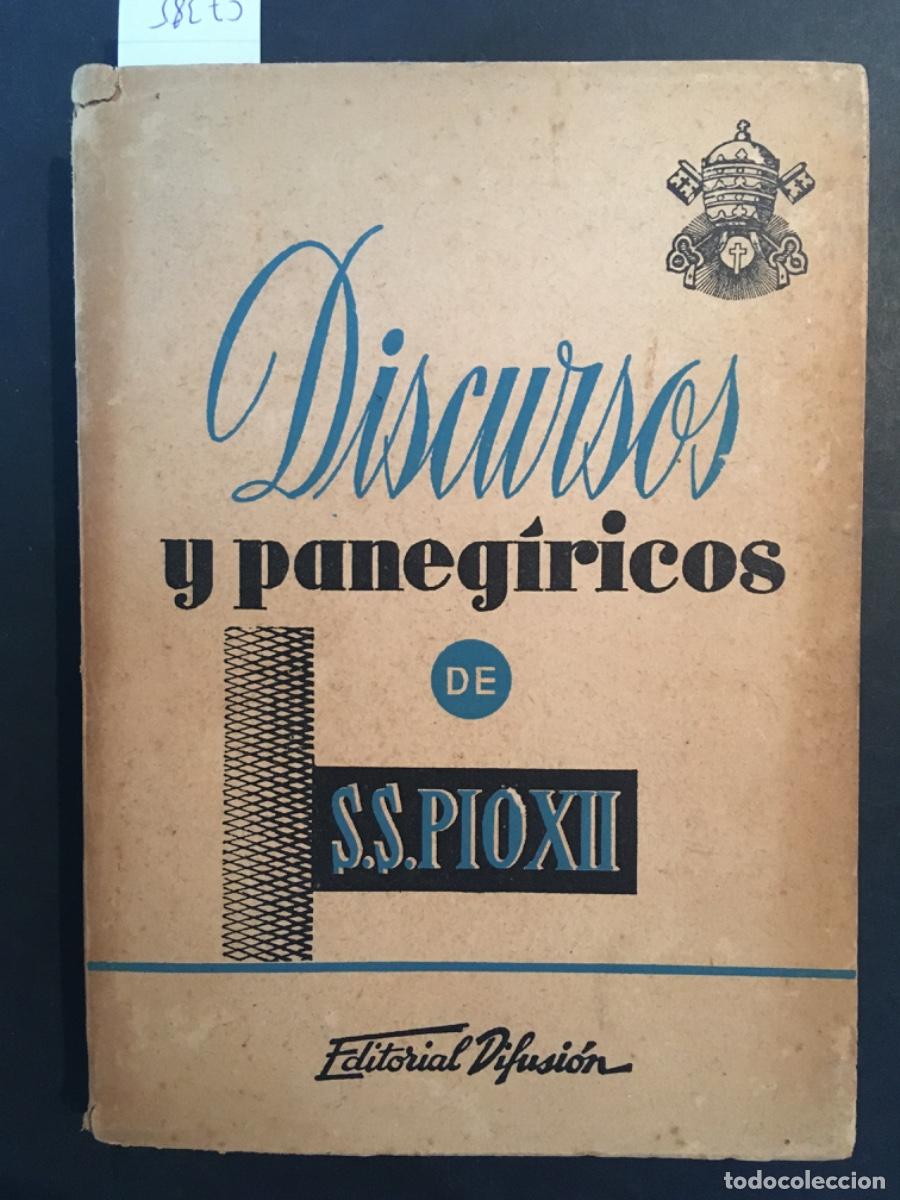 Discursos
y panegíricos
DE
S.S.PIO XII
Editorial Difusión
todocoleccion